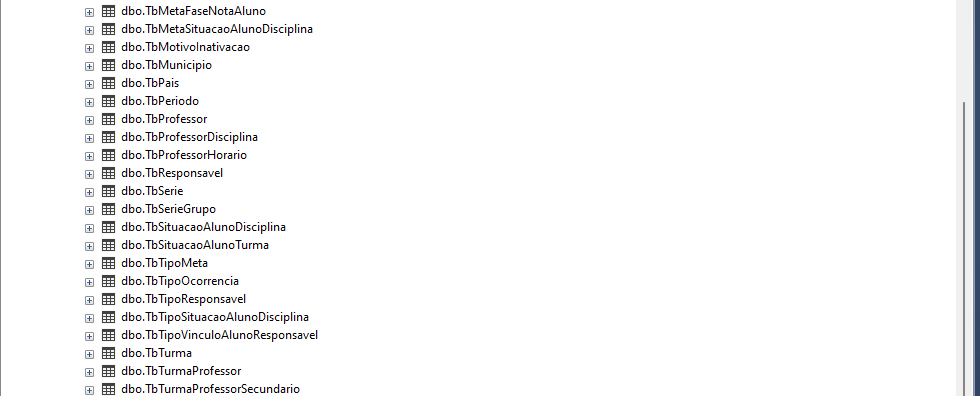 dbo.TbMetaFaseNotaAluno
dbo.TbMetaSituacaoAlunoDisciplina
dbo.TbMotivoInativacao
dbo.TbMunicipio
dbo.TbPais
dbo.TbPeriodo
dbo.TbProfessor
dbo.TbProfessorDisciplina
dbo.TbProfessorHorario
dbo.TbResponsavel
dbo.TbSerie
dbo.TbSerieGrupo
dbo.TbSituacaoAlunoDisciplina
dbo.TbSituacaoAlunoTurma
dbo.TbTipoMeta
dbo.TbTipoOcorrencia
dbo.TbTipoResponsavel
dbo.TbTipoSituacaoAlunoDisciplina
dbo.TbTipoVinculoAlunoResponsavel
dbo.TbTurma
dbo.TbTurmaProfessor
dbo.TbTurmaProfessorSecundario